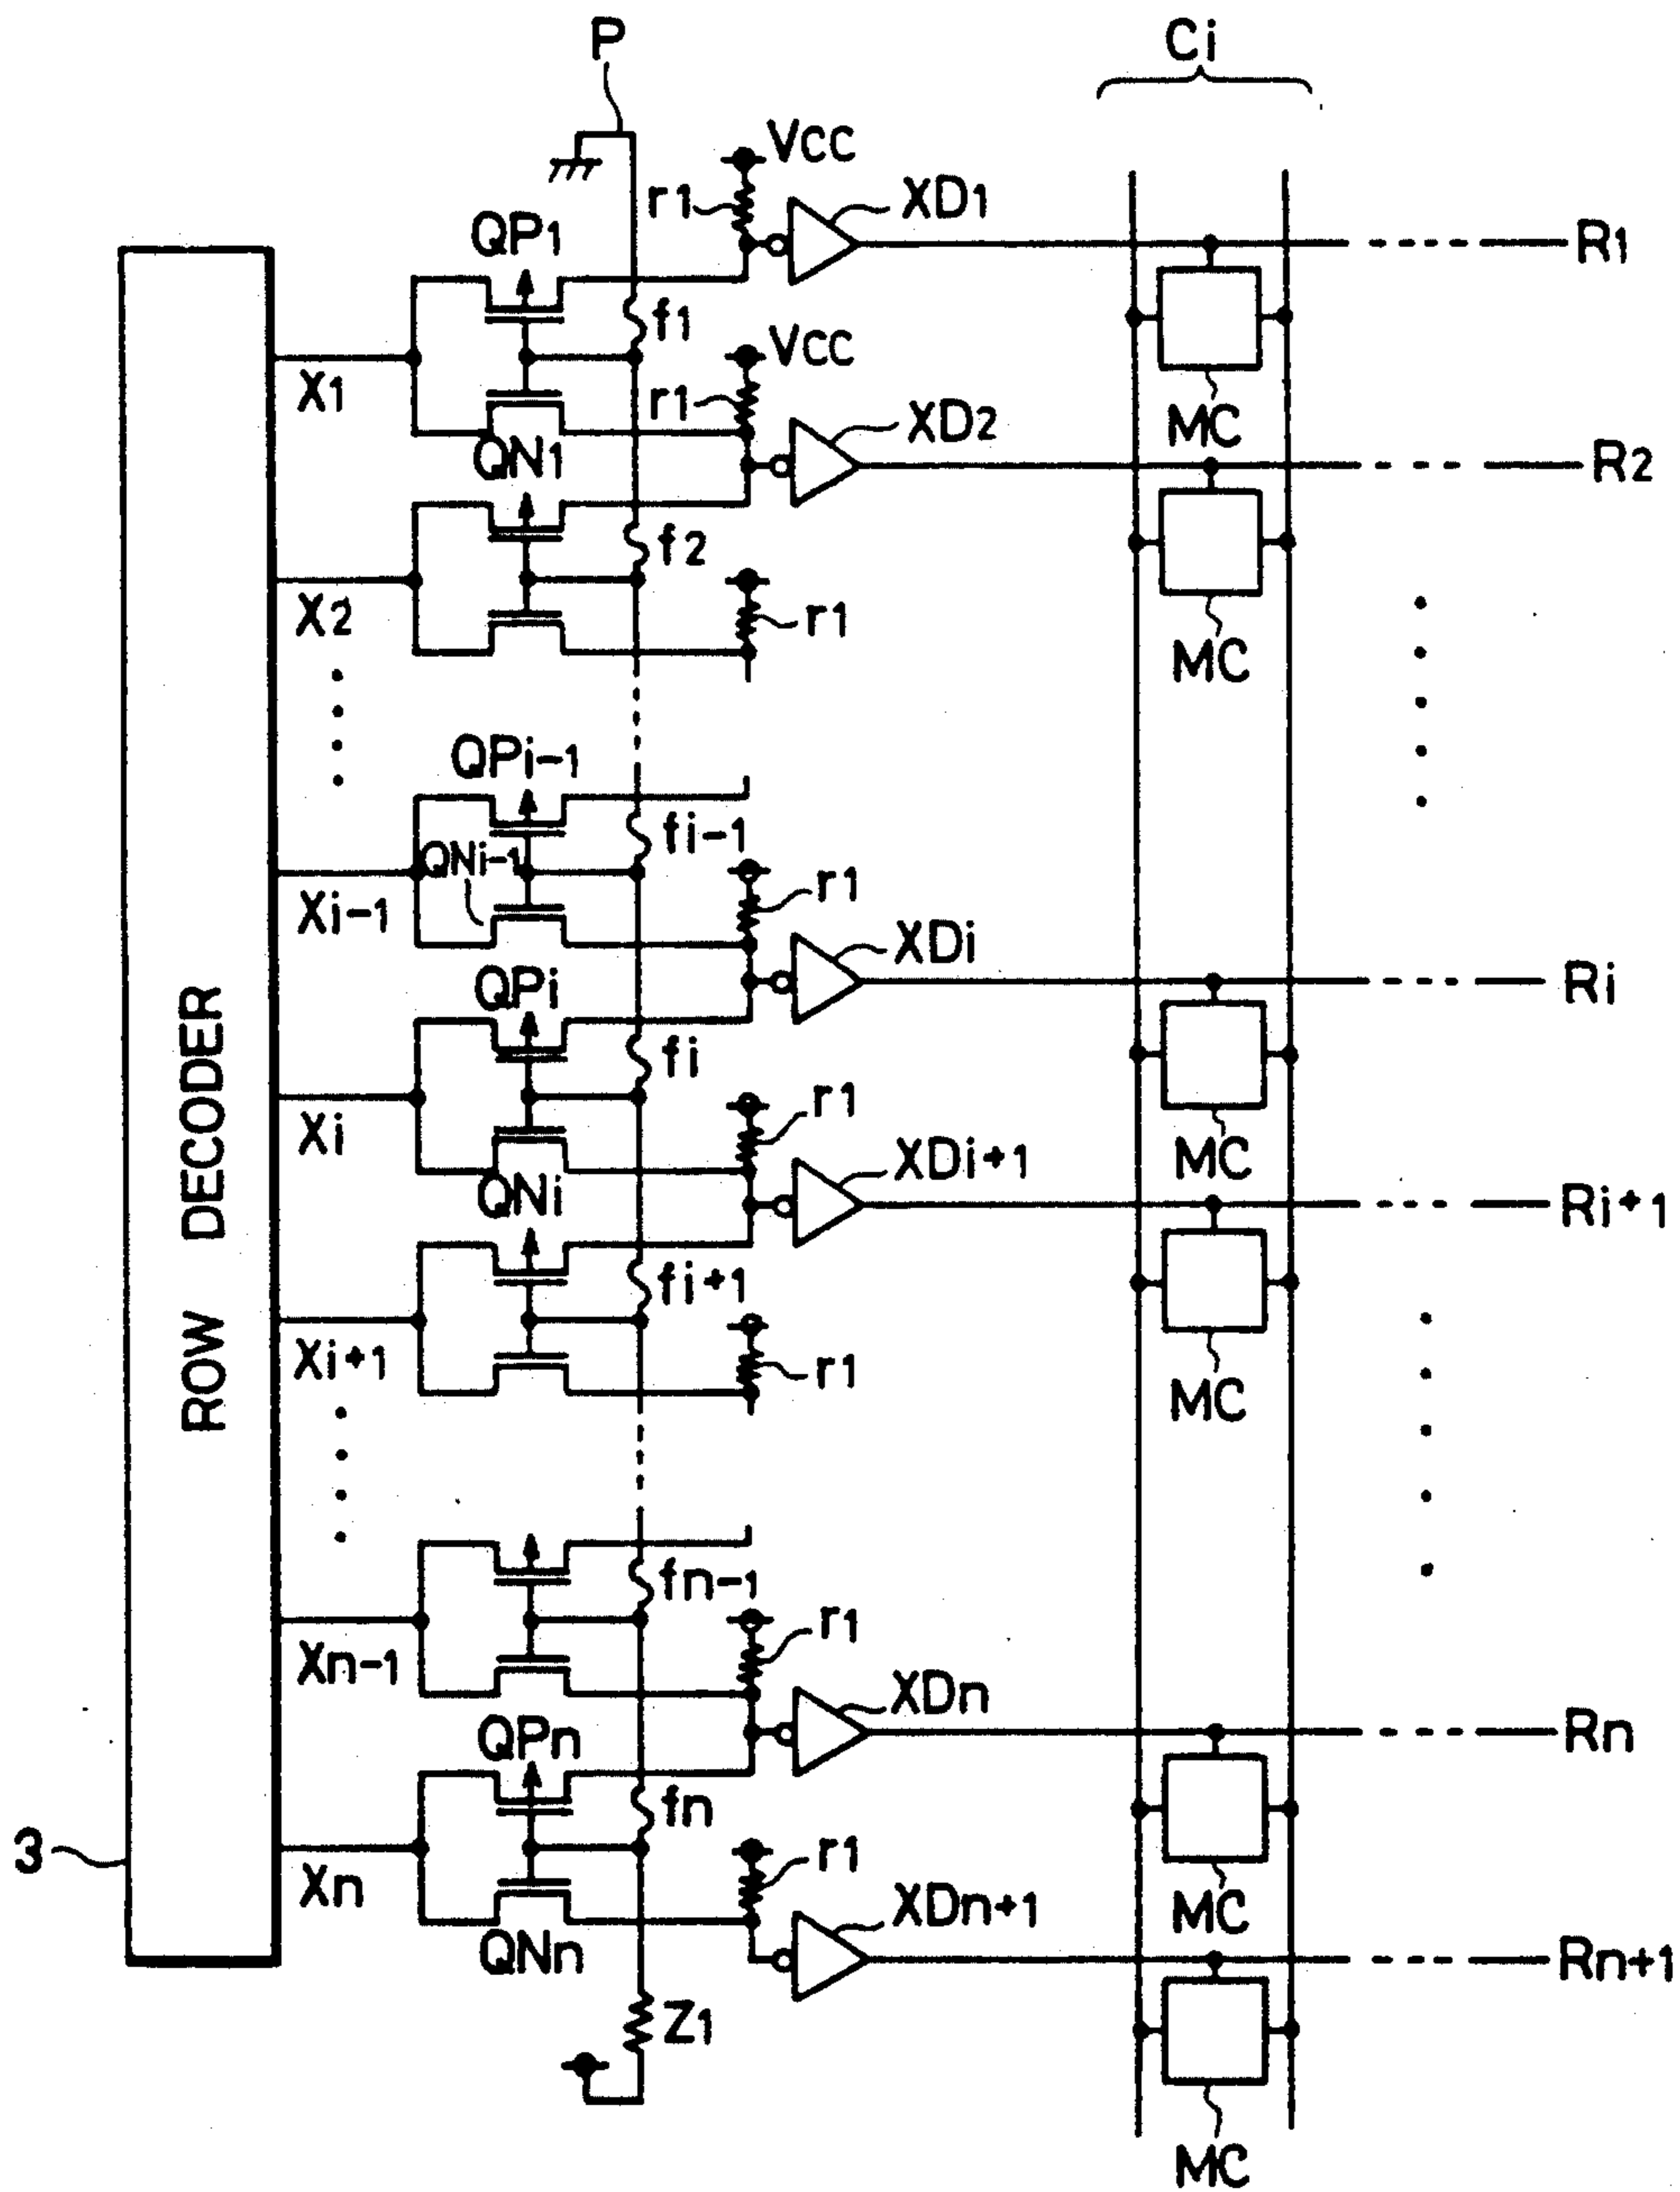 P
Ci
VCC
r1
XD1
QP1
R1
f1
VCC
X1
r1
MC
XD2
QN1
R2
f2
X2
r1
MC
QPi-1
fi-1
QNi-1
r1
Xi-1
XDi
QPi
Ri
fi
r1
Xi
MC
XDi+1
QNi
Ri+1
fi+1
Xi+1
r1
MC
ROW DECODER
fn-1
r1
Xn-1
XDn
QPn
Rn
fn
3
r1
Xn
XDn+1
MC
QNn
Rn+1
Z1
MC